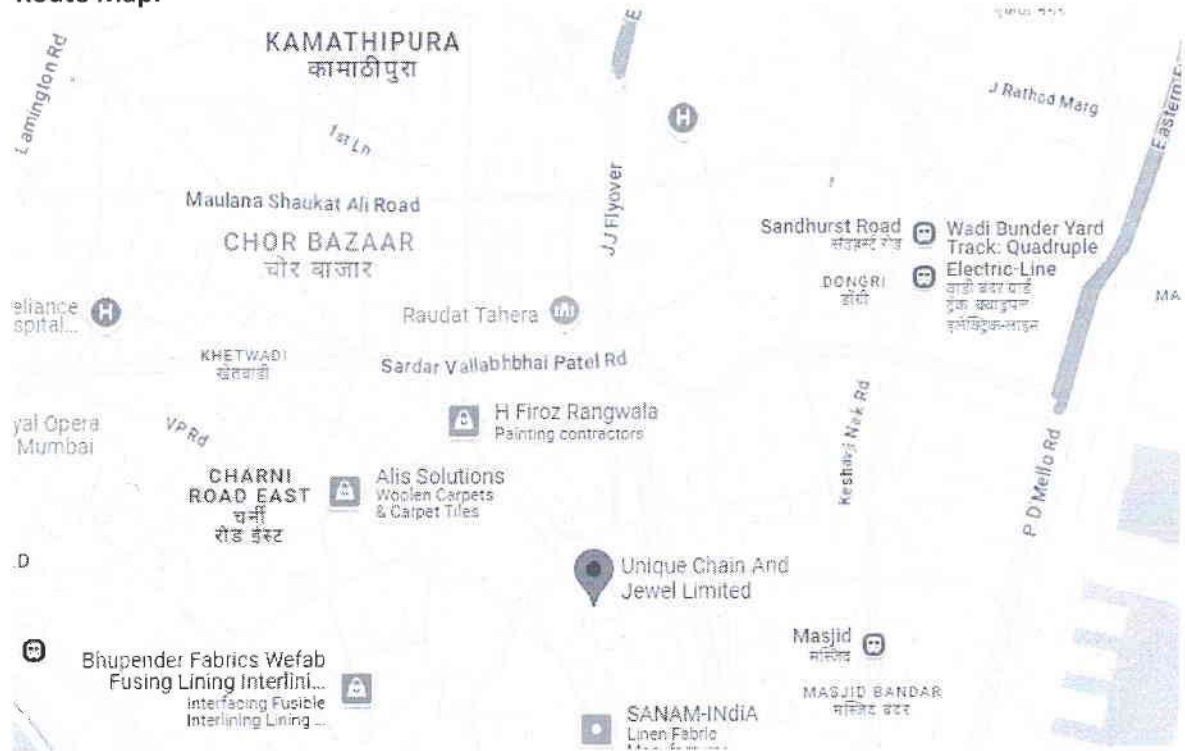 Route Map:
KAMATHIPURA
कामाठीपुरा
Lamington Rd
1st Ln
J Rathod Marg
Eastern
JJ Flyover
Maulana Shaukat Ali Road
CHOR BAZAAR
चोर बाजार
Sandhurst Road
Wadi Bunder Yard
Track: Quadruple
Electric-Line
DONGRI
डोंगरी
MA
eliance
spital...
Raudat Tahera
KHETWADI
खेतवाडी
Sardar Vallabhbhai Patel Rd
H Firoz Rangwala
Painting contractors
yal Opera
Mumbai
VP Rd
Keshavji Naik Rd
P D'Mello Rd
CHARNI
ROAD EAST
चर्नी
रोड ईस्ट
Alis Solutions
Woolen Carpets
& Carpet Tiles
D
Unique Chain And
Jewel Limited
Masjid
मस्जिद
MASJID BANDAR
मस्जिद बंदर
Bhupender Fabrics Wefab
Fusing Lining Interlini...
Interfacing Fusible
Interlining Lining ...
SANAM-INdiA
Linen Fabric